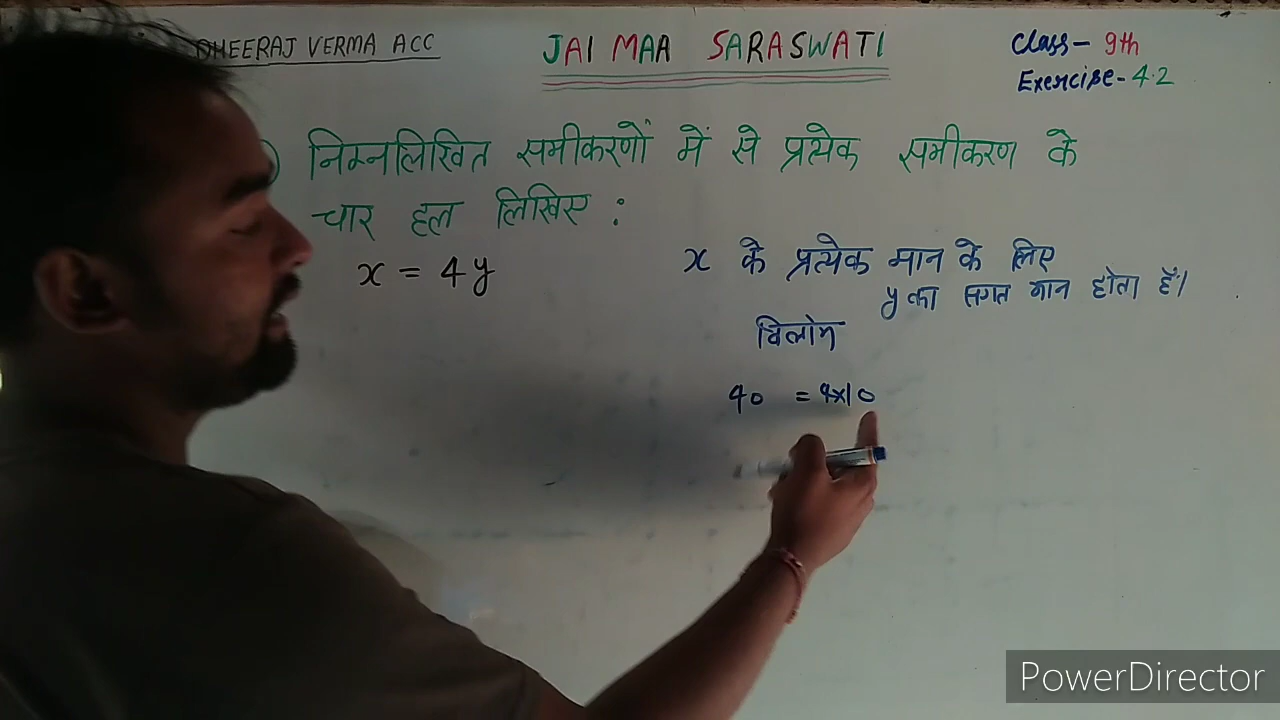 DHEERAJ VERMA ACC
JAI MAA SARASWATI
Class- 9th
Exercise- 4.2
) निम्नलिखित समीकरणों में से प्रत्येक समीकरण के
चार हल लिखिए :
x = 4y
x के प्रत्येक मान के लिए
y का संगत मान होता है।
विलोम
40 = 4x10
PowerDirector